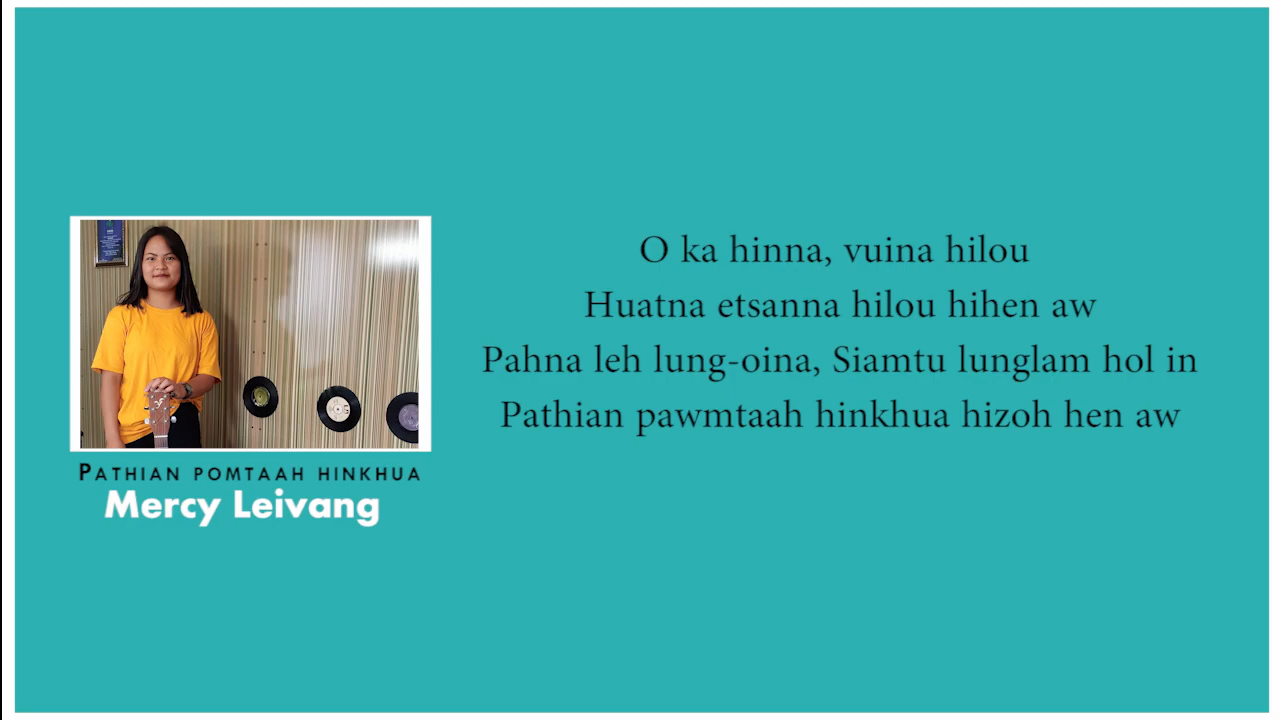 O ka hinna, vuina hilou
Huatna etsanna hilou hihen aw
Pahna leh lung-oina, Siamtu lunglam hol in
Pathian pawmtaah hinkhua hizoh hen aw
PATHIAN POMTAAH HINKHUA
Mercy Leivang